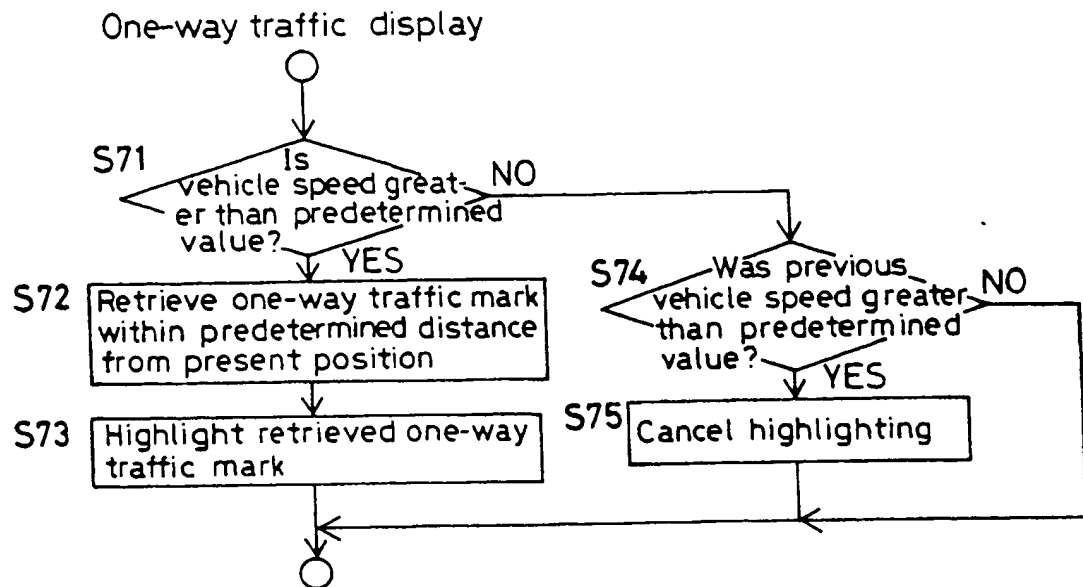 One-way traffic display
S71
Is
vehicle speed great-
er than predetermined
value?
NO
YES
S72
Retrieve one-way traffic mark
within predetermined distance
from present position
S73
Highlight retrieved one-way
traffic mark
S74
Was previous
vehicle speed greater
than predetermined
value?
NO
YES
S75
Cancel highlighting